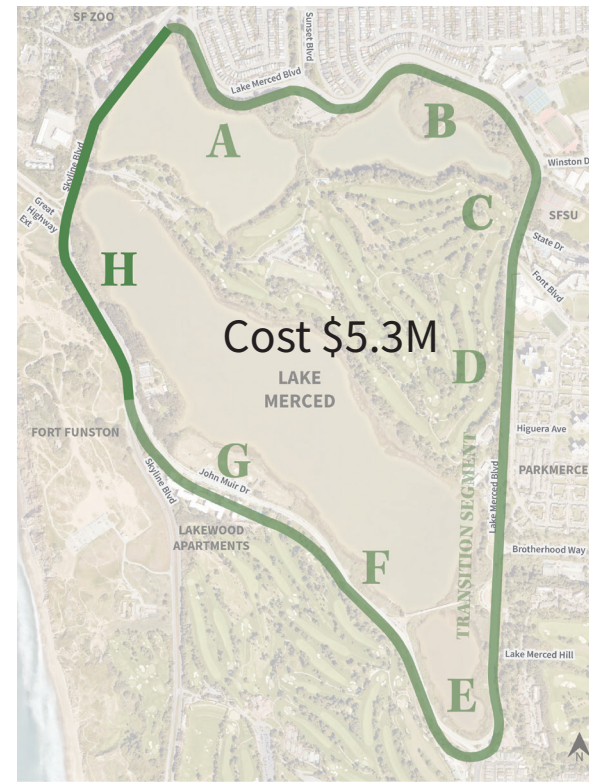 SF ZOO
Sunset Blvd
Lake Merced Blvd
A
B
Winston D
Skyline Blvd
C
SFSU
Great
Highway
Ext
State Dr
H
Font Blvd
Cost $5.3M
LAKE
MERCED
D
FORT FUNSTON
Higuera Ave
G
TRANSITION SEGMENT
Lake Merced Blvd
PARKMERCE
John Muir Dr
Skyline Blvd
LAKEWOOD
APARTMENTS
Brotherhood Way
F
Lake Merced Hill
E
N